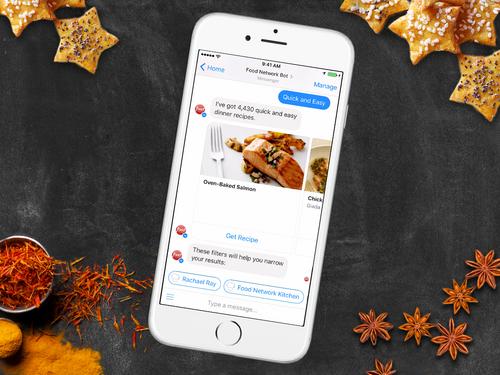 9:41 AM
Home
Food Network Bot
Messenger
Manage
Quick and Easy
I've got 4,430 quick and easy
dinner recipes.
Oven-Baked Salmon
Chick
Giada
Get Recipe
These filters will help you narrow
your results:
Rachael Ray
Food Network Kitchen
Type a message...